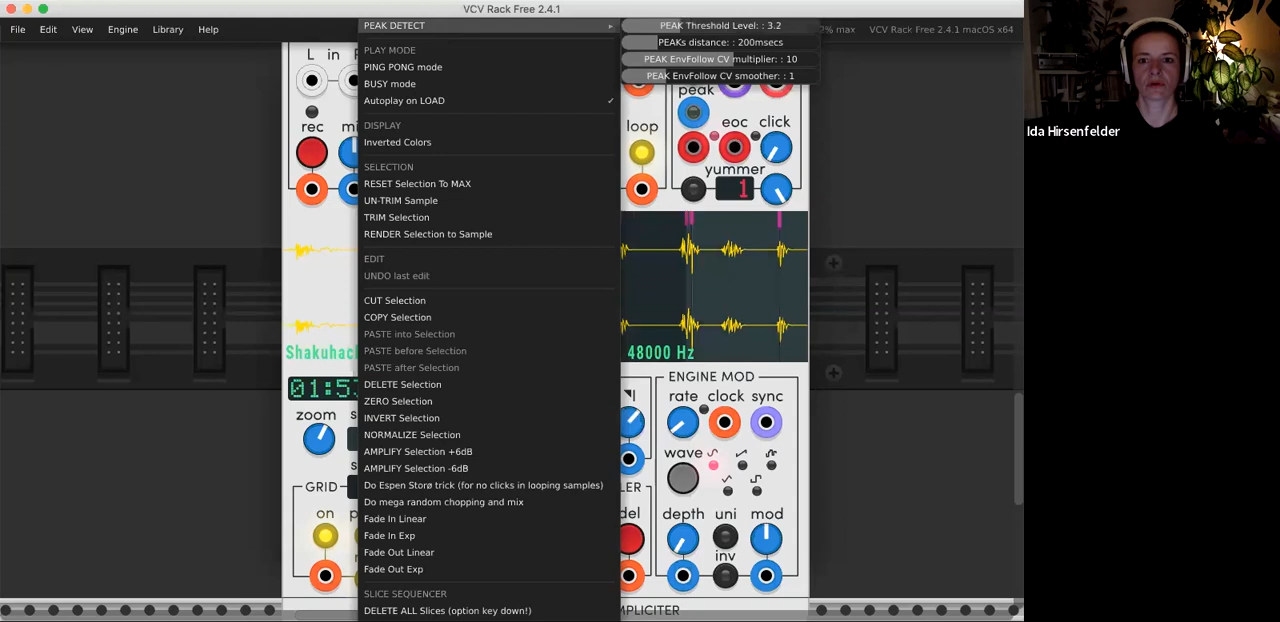 VCV Rack Free 2.4.1
File Edit View Engine Library Help
% max VCV Rack Free 2.4.1 macOS x64
PEAK DETECT
PEAK Threshold Level: : 3.2
PEAKs distance: : 200msecs
PEAK EnvFollow CV multiplier: : 10
PEAK EnvFollow CV smoother: : 1
PLAY MODE
PING PONG mode
BUSY mode
Autoplay on LOAD ✓
DISPLAY
Inverted Colors
SELECTION
RESET Selection To MAX
UN-TRIM Sample
TRIM Selection
RENDER Selection to Sample
EDIT
UNDO last edit
CUT Selection
COPY Selection
PASTE into Selection
PASTE before Selection
PASTE after Selection
DELETE Selection
ZERO Selection
INVERT Selection
NORMALIZE Selection
AMPLIFY Selection +6dB
AMPLIFY Selection -6dB
Do Espen Storø trick (for no clicks in looping samples)
Do mega random chopping and mix
Fade In Linear
Fade In Exp
Fade Out Linear
Fade Out Exp
SLICE SEQUENCER
DELETE ALL Slices (option key down!)
L in
rec
zoom
GRID
on
peak
loop eoc click
yummer
1
48000 Hz
ENGINE MOD
rate clock sync
wave
depth uni mod
inv
del
Ida Hirsenfelder